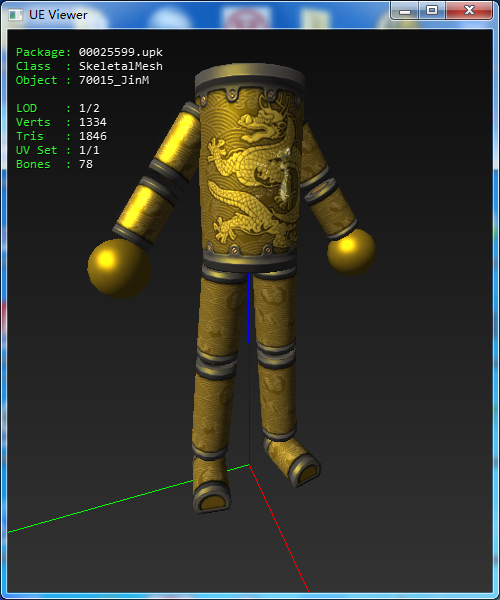 UE Viewer
Package: 00025599.upk
Class : SkeletalMesh
Object : 70015_JinM
LOD : 1/2
Verts : 1334
Tris : 1846
UV Set : 1/1
Bones : 78